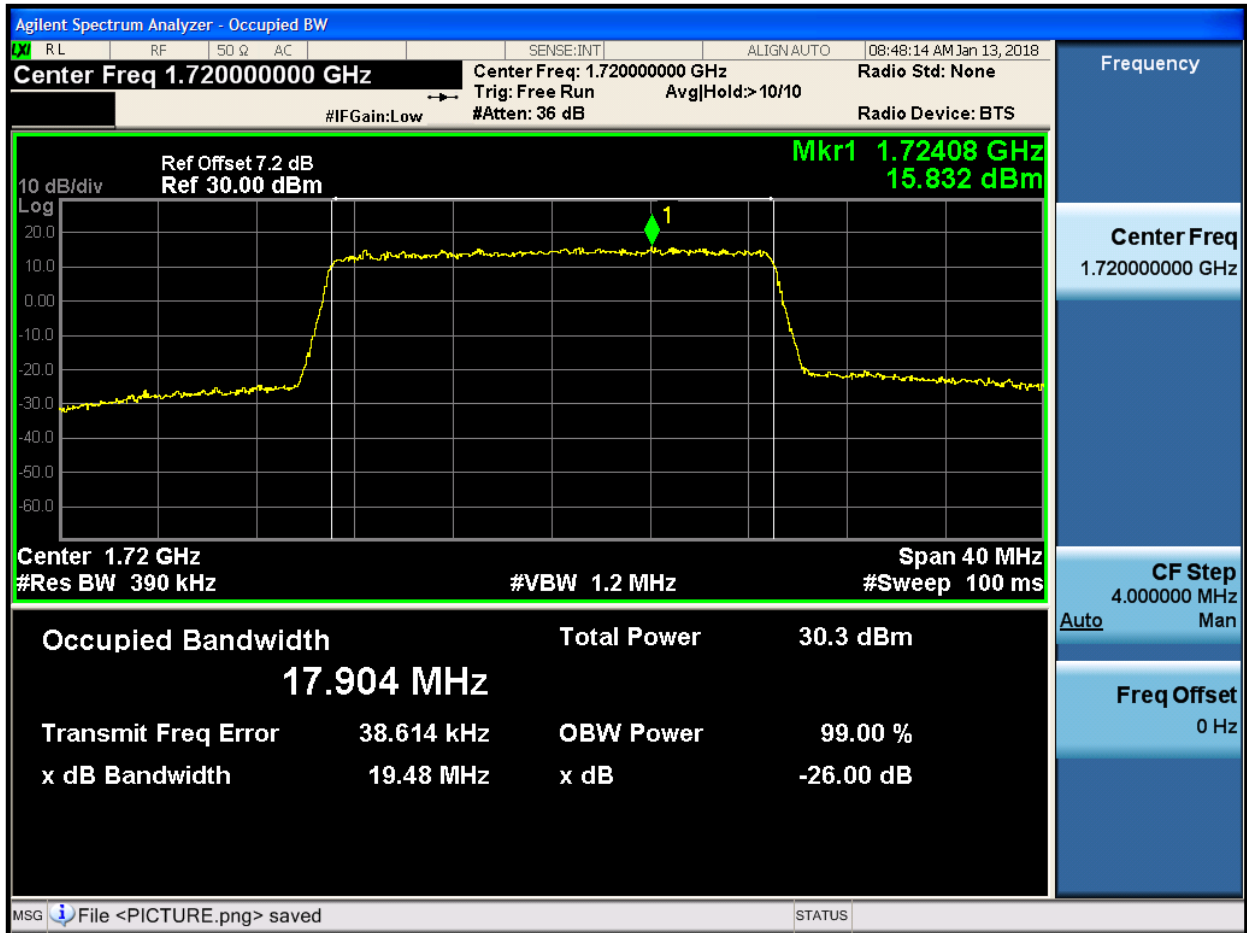 Agilent Spectrum Analyzer - Occupied BW
LXI RL RF 50 Ω AC SENSE:INT ALIGN AUTO 08:48:14 AM Jan 13, 2018
Center Freq 1.720000000 GHz
Center Freq: 1.720000000 GHz Radio Std: None
Trig: Free Run Avg|Hold:> 10/10
#IFGain:Low #Atten: 36 dB Radio Device: BTS
Frequency
Mkr1 1.72408 GHz
15.832 dBm
Ref Offset 7.2 dB
10 dB/div Ref 30.00 dBm
Log
20.0
10.0
0.00
-10.0
-20.0
-30.0
-40.0
-50.0
-60.0
1
Center 1.72 GHz Span 40 MHz
#Res BW 390 kHz #VBW 1.2 MHz #Sweep 100 ms
Occupied Bandwidth Total Power 30.3 dBm
17.904 MHz
Transmit Freq Error 38.614 kHz OBW Power 99.00 %
x dB Bandwidth 19.48 MHz x dB -26.00 dB
Center Freq
1.720000000 GHz
CF Step
4.000000 MHz
Auto Man
Freq Offset
0 Hz
MSG File <PICTURE.png> saved STATUS